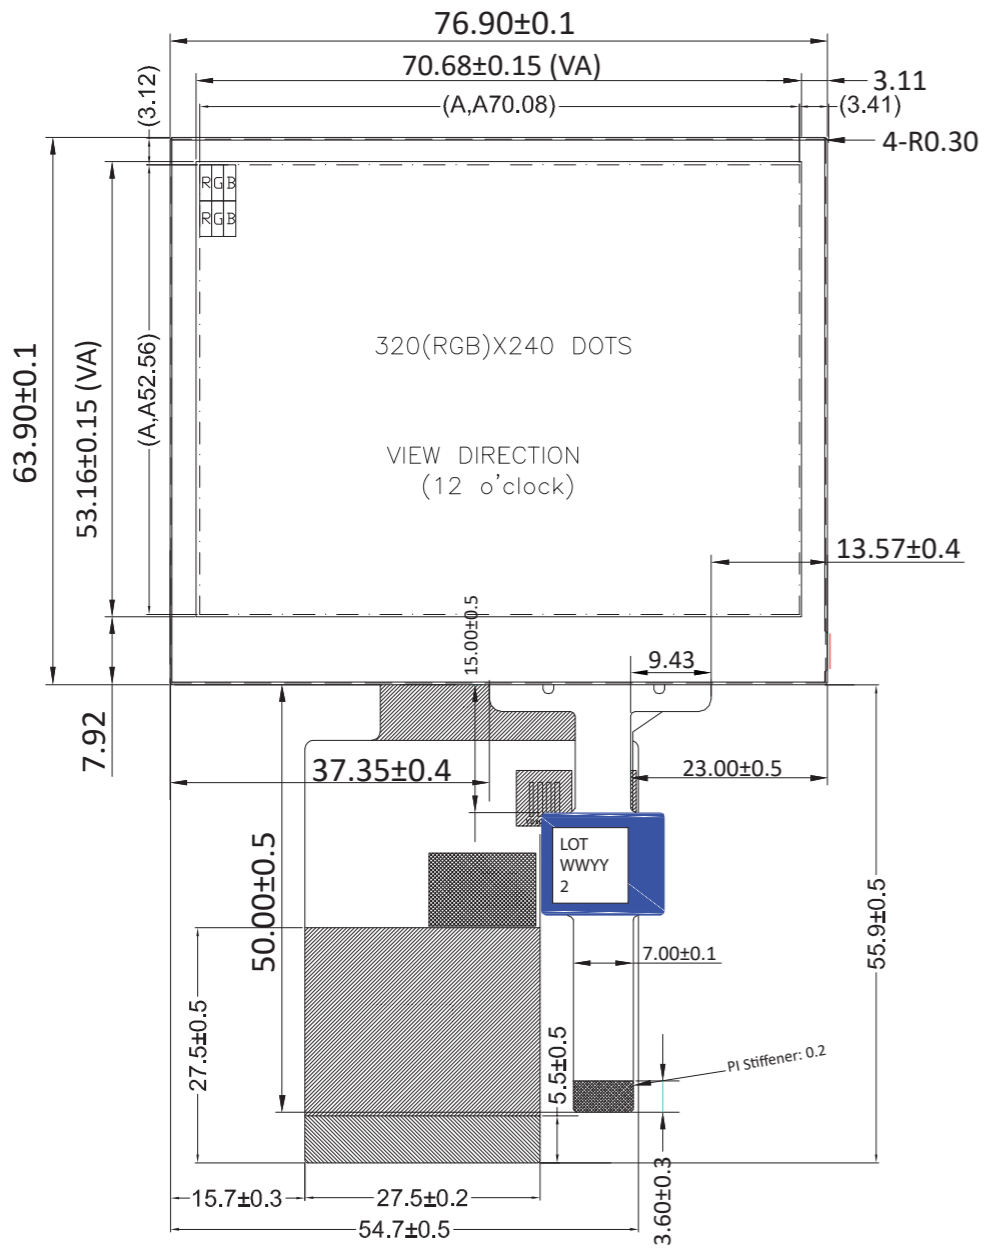 76.90±0.1
70.68±0.15 (VA)
3.11
(A,A70.08)
(3.41)
(3.12)
4-R0.30
R G B
R G B
320(RGB)X240 DOTS
VIEW DIRECTION
(12 o'clock)
63.90±0.1
53.16±0.15 (VA)
(A,A52.56)
13.57±0.4
15.00±0.5
9.43
7.92
37.35±0.4
23.00±0.5
LOT
WWYY
2
50.00±0.5
55.9±0.5
7.00±0.1
27.5±0.5
5.5±0.5
PI Stiffener: 0.2
3.60±0.3
15.7±0.3
27.5±0.2
54.7±0.5